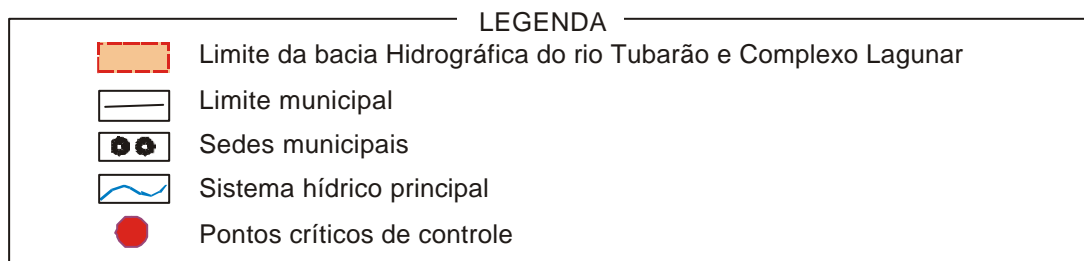 LEGENDA
Limite da bacia Hidrográfica do rio Tubarão e Complexo Lagunar
Limite municipal
Sedes municipais
Sistema hídrico principal
Pontos críticos de controle